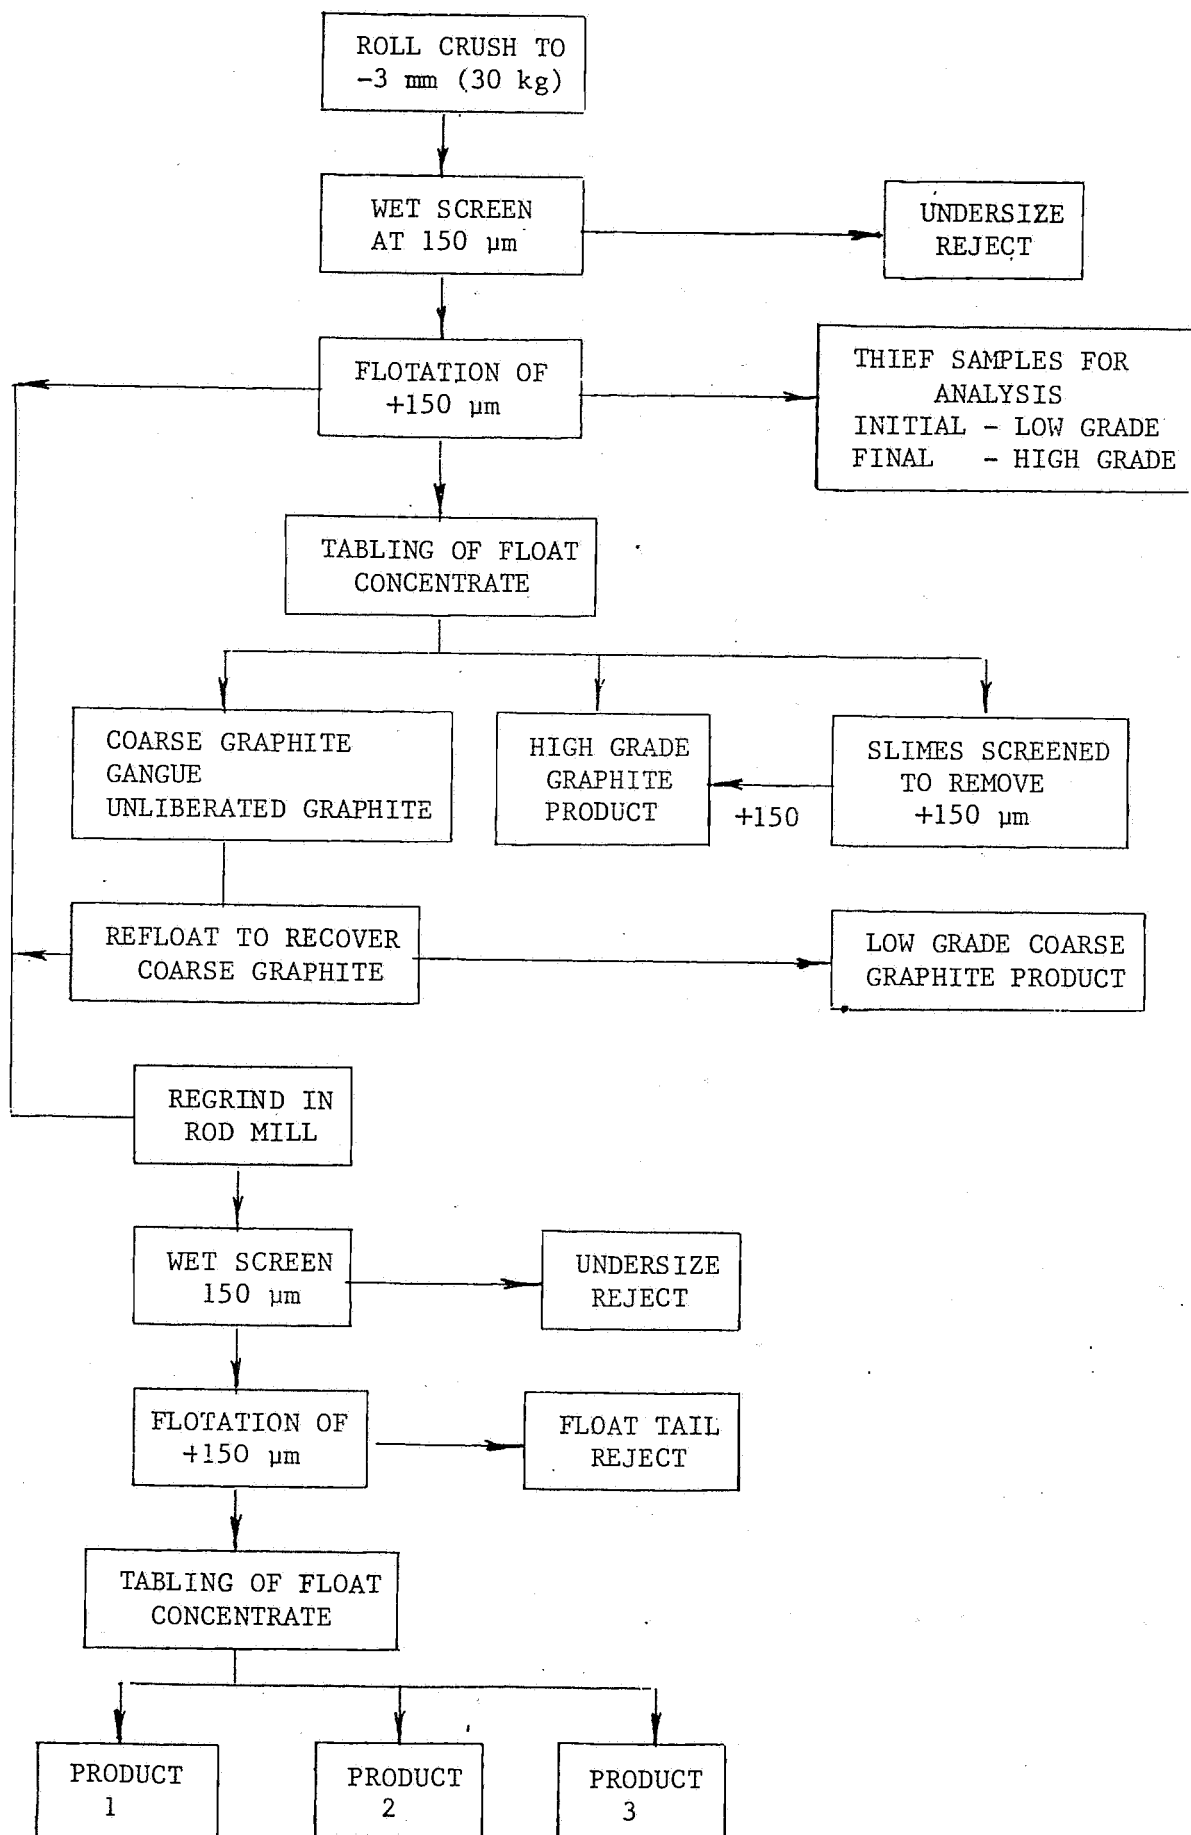 ROLL CRUSH TO
-3 mm (30 kg)
WET SCREEN
AT 150 µm
UNDERSIZE
REJECT
FLOTATION OF
+150 µm
THIEF SAMPLES FOR
ANALYSIS
INITIAL - LOW GRADE
FINAL - HIGH GRADE
TABLING OF FLOAT
CONCENTRATE
COARSE GRAPHITE
GANGUE
UNLIBERATED GRAPHITE
HIGH GRADE
GRAPHITE
PRODUCT
+150
SLIMES SCREENED
TO REMOVE
+150 µm
REFLOAT TO RECOVER
COARSE GRAPHITE
LOW GRADE COARSE
GRAPHITE PRODUCT
REGRIND IN
ROD MILL
WET SCREEN
150 µm
UNDERSIZE
REJECT
FLOTATION OF
+150 µm
FLOAT TAIL
REJECT
TABLING OF FLOAT
CONCENTRATE
PRODUCT
1
PRODUCT
2
PRODUCT
3